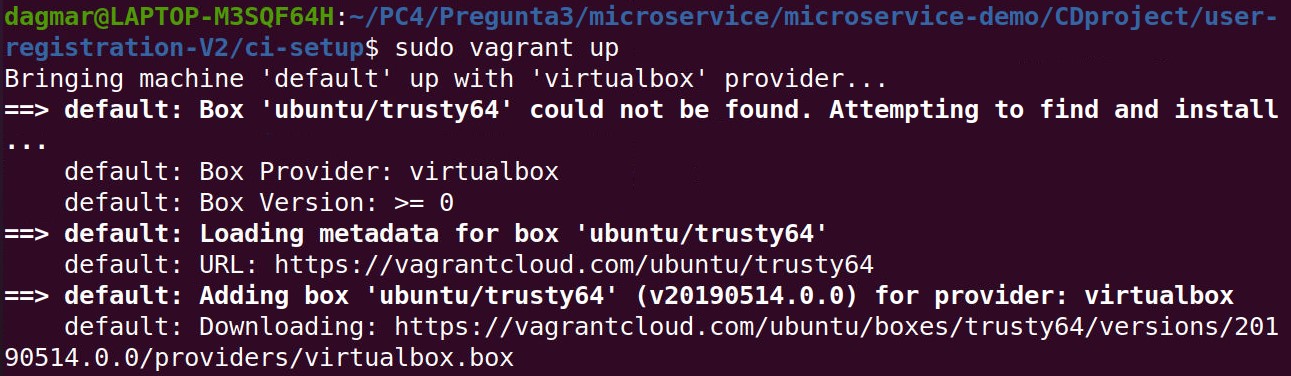 dagmar@LAPTOP-M3SQF64H:~/PC4/Pregunta3/microservice/microservice-demo/CDproject/user-
registration-V2/ci-setup$ sudo vagrant up
Bringing machine 'default' up with 'virtualbox' provider...
==> default: Box 'ubuntu/trusty64' could not be found. Attempting to find and install
...
    default: Box Provider: virtualbox
    default: Box Version: >= 0
==> default: Loading metadata for box 'ubuntu/trusty64'
    default: URL: https://vagrantcloud.com/ubuntu/trusty64
==> default: Adding box 'ubuntu/trusty64' (v20190514.0.0) for provider: virtualbox
    default: Downloading: https://vagrantcloud.com/ubuntu/boxes/trusty64/versions/201
90514.0.0/providers/virtualbox.box